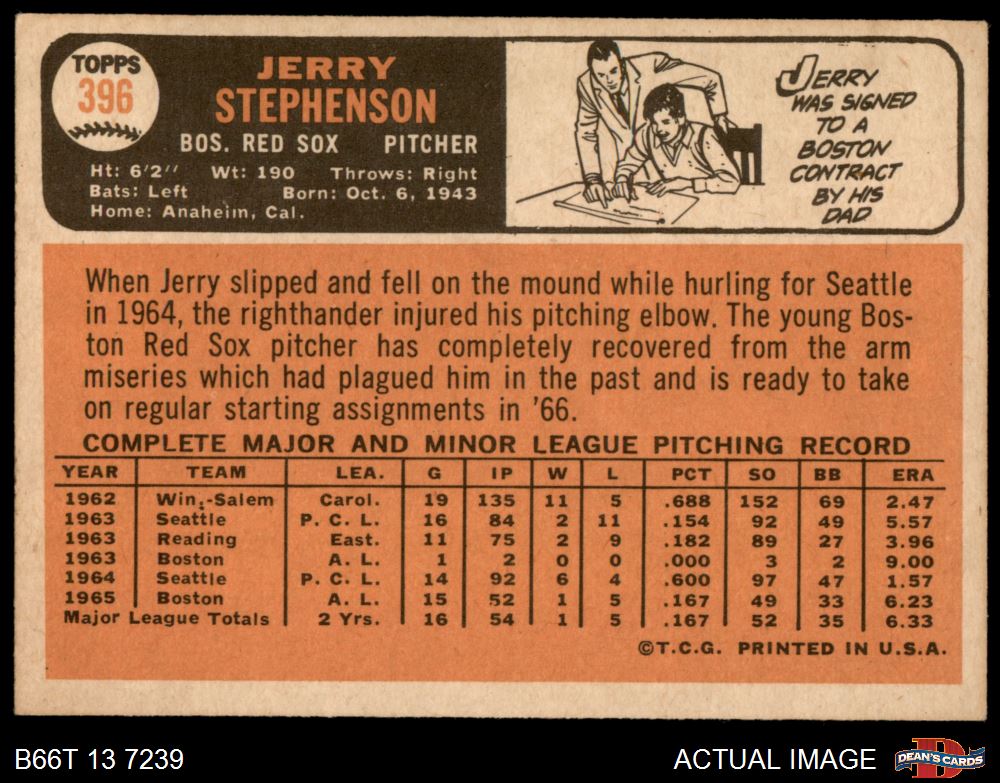 TOPPS
396
JERRY
STEPHENSON
BOS. RED SOX PITCHER
Ht: 6'2" Wt: 190 Throws: Right
Bats: Left Born: Oct. 6, 1943
Home: Anaheim, Cal.
JERRY
WAS SIGNED
TO A
BOSTON
CONTRACT
BY HIS
DAD
When Jerry slipped and fell on the mound while hurling for Seattle
in 1964, the righthander injured his pitching elbow. The young Bos-
ton Red Sox pitcher has completely recovered from the arm
miseries which had plagued him in the past and is ready to take
on regular starting assignments in '66.
COMPLETE MAJOR AND MINOR LEAGUE PITCHING RECORD
YEAR TEAM LEA. G IP W L PCT SO BB ERA
1962 Win.-Salem Carol. 19 135 11 5 .688 152 69 2.47
1963 Seattle P. C. L. 16 84 2 11 .154 92 49 5.57
1963 Reading East. 11 75 2 9 .182 89 27 3.96
1963 Boston A. L. 1 2 0 0 .000 3 2 9.00
1964 Seattle P. C. L. 14 92 6 4 .600 97 47 1.57
1965 Boston A. L. 15 52 1 5 .167 49 33 6.23
Major League Totals 2 Yrs. 16 54 1 5 .167 52 35 6.33
©T.C.G. PRINTED IN U.S.A.
B66T 13 7239
ACTUAL IMAGE
D
DEAN'S CARDS